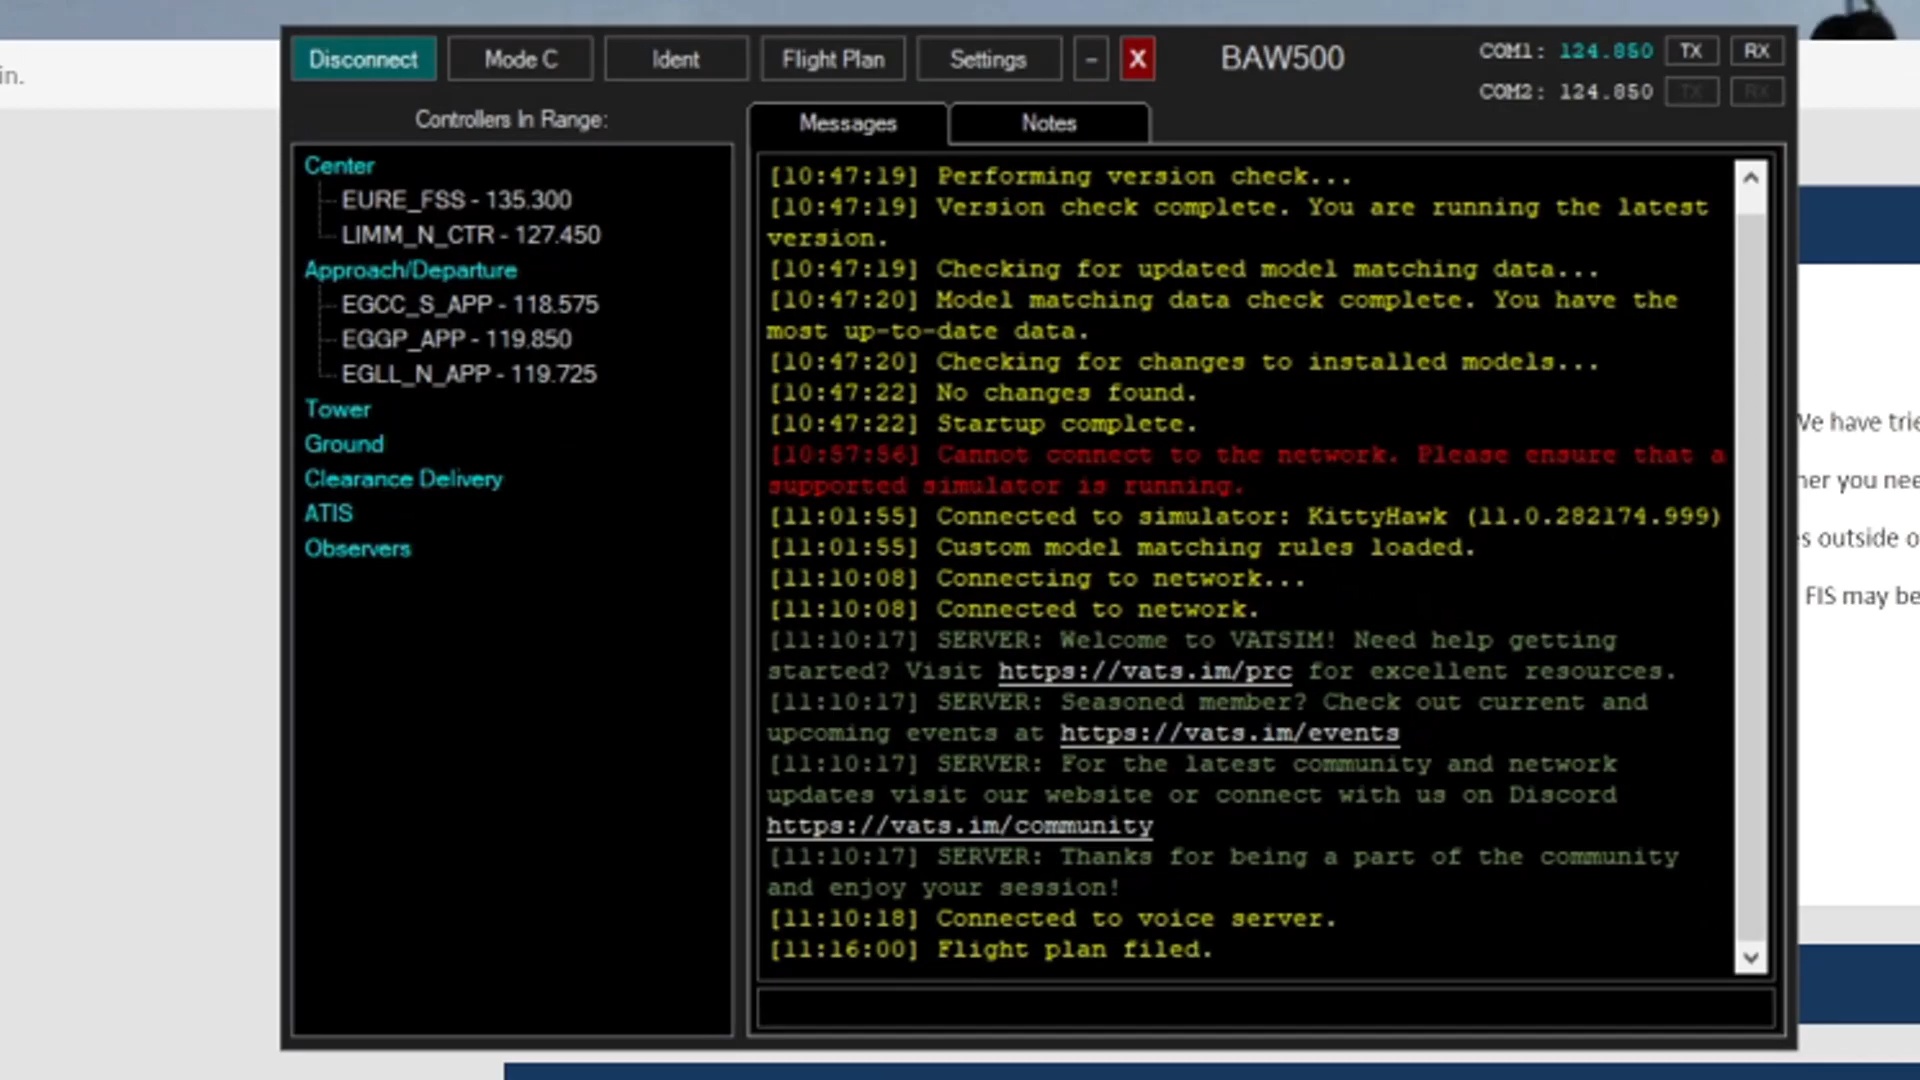 Disconnect
Mode C
Ident
Flight Plan
Settings
–
X
BAW500
COM1: 124.850 TX RX
COM2: 124.850 TX RX
in.
Controllers In Range:
Messages
Notes
Center
EURE_FSS - 135.300
LIMM_N_CTR - 127.450
Approach/Departure
EGCC_S_APP - 118.575
EGGP_APP - 119.850
EGLL_N_APP - 119.725
Tower
Ground
Clearance Delivery
ATIS
Observers
[10:47:19] Performing version check...
[10:47:19] Version check complete. You are running the latest
version.
[10:47:19] Checking for updated model matching data...
[10:47:20] Model matching data check complete. You have the
most up-to-date data.
[10:47:20] Checking for changes to installed models...
[10:47:22] No changes found.
[10:47:22] Startup complete.
[10:57:56] Cannot connect to the network. Please ensure that a
supported simulator is running.
[11:01:55] Connected to simulator: KittyHawk (11.0.282174.999)
[11:01:55] Custom model matching rules loaded.
[11:10:08] Connecting to network...
[11:10:08] Connected to network.
[11:10:17] SERVER: Welcome to VATSIM! Need help getting
started? Visit https://vats.im/prc for excellent resources.
[11:10:17] SERVER: Seasoned member? Check out current and
upcoming events at https://vats.im/events
[11:10:17] SERVER: For the latest community and network
updates visit our website or connect with us on Discord
https://vats.im/community
[11:10:17] SERVER: Thanks for being a part of the community
and enjoy your session!
[11:10:18] Connected to voice server.
[11:16:00] Flight plan filed.
We have trie
her you nee
s outside o
FIS may be